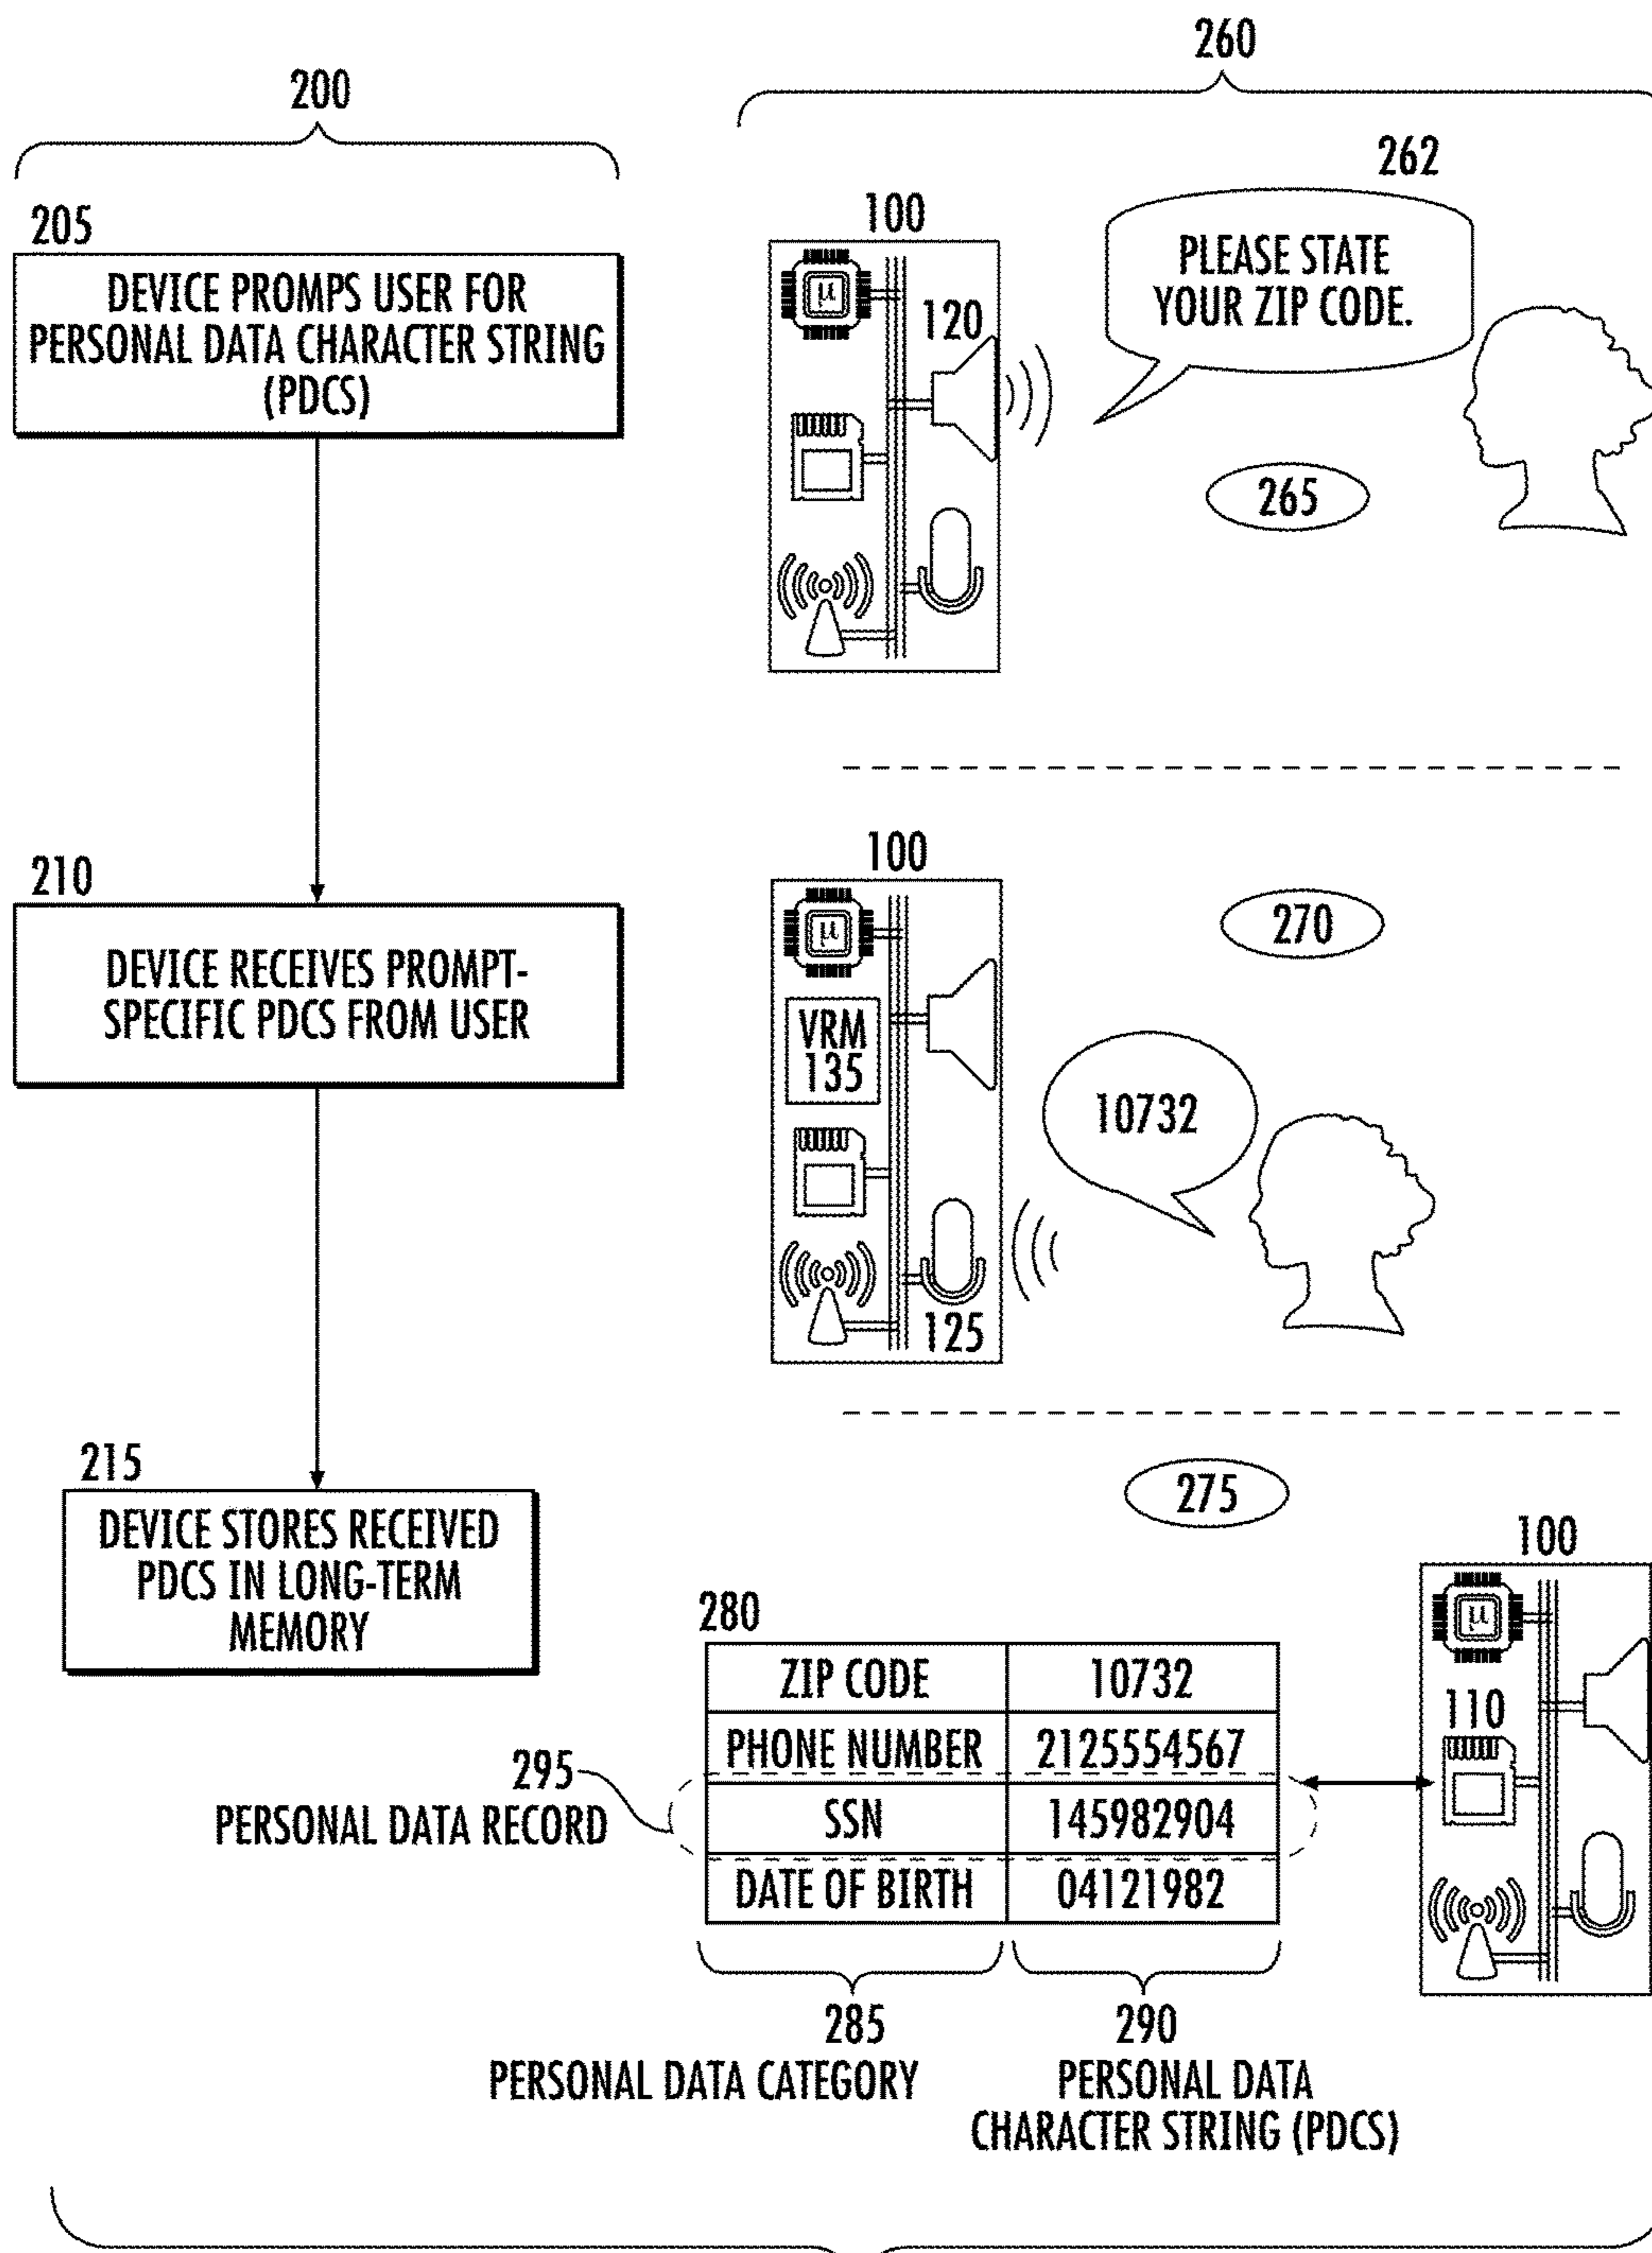 260
200
262
205
100
DEVICE PROMPS USER FOR
PERSONAL DATA CHARACTER STRING
(PDCS)
µ
120
PLEASE STATE
YOUR ZIP CODE.
265
210
100
DEVICE RECEIVES PROMPT-
SPECIFIC PDCS FROM USER
µ
270
VRM
135
10732
125
215
275
DEVICE STORES RECEIVED
PDCS IN LONG-TERM
MEMORY
100
µ
110
280
ZIP CODE 10732
PHONE NUMBER 2125554567
SSN 145982904
DATE OF BIRTH 04121982
295
PERSONAL DATA RECORD
285
PERSONAL DATA CATEGORY
290
PERSONAL DATA
CHARACTER STRING (PDCS)